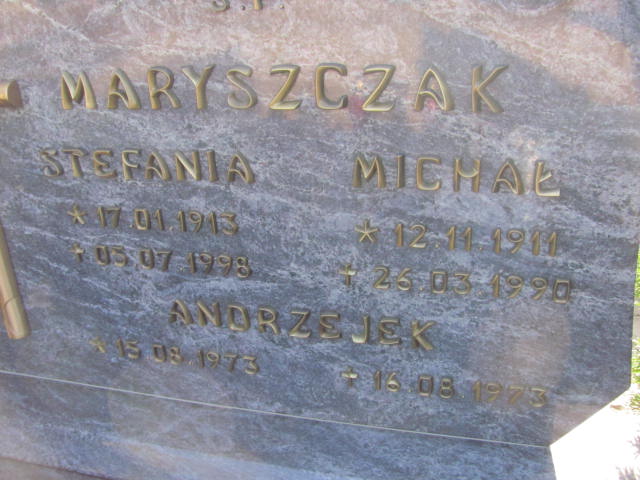 Ś.P.
MARYSZCZAK
STEFANIA
* 17.01.1913
† 05.07.1998
MICHAŁ
* 12.11.1911
† 26.03.1990
ANDRZEJEK
* 15.08.1973
† 16.08.1973